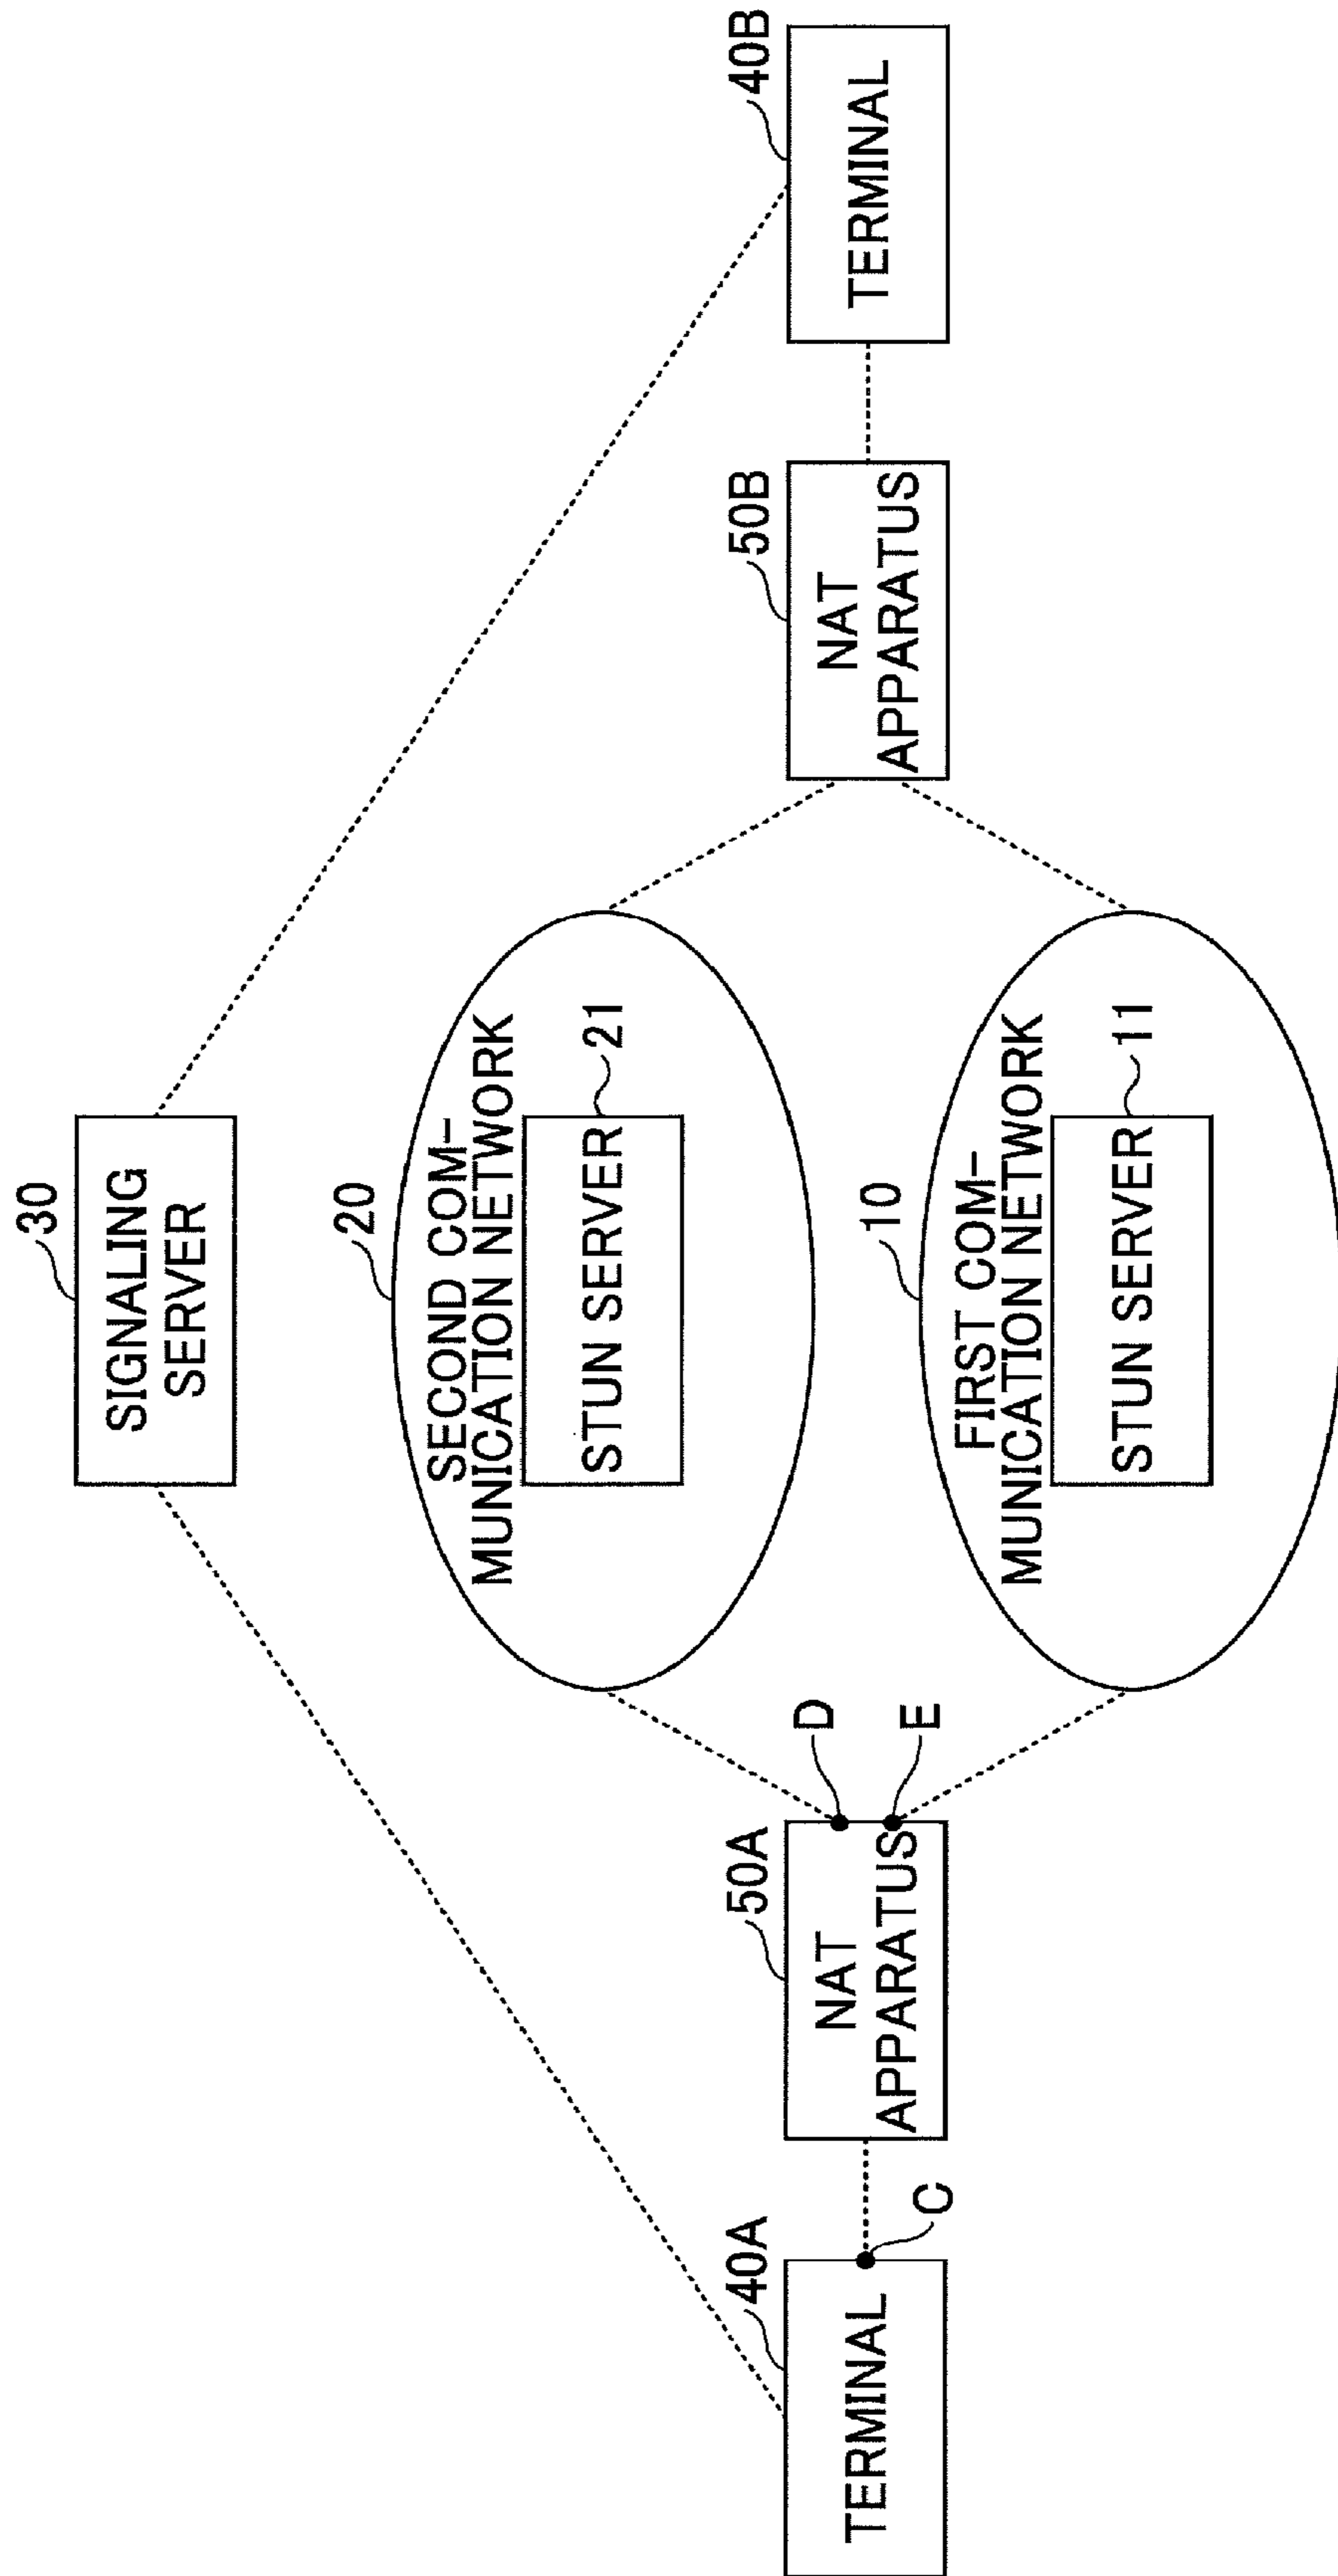 30
SIGNALING
SERVER
20
SECOND COM-
MUNICATION NETWORK
STUN SERVER
21
40A
TERMINAL
C
50A
NAT
APPARATUS
D
E
50B
NAT
APPARATUS
40B
TERMINAL
10
FIRST COM-
MUNICATION NETWORK
STUN SERVER
11